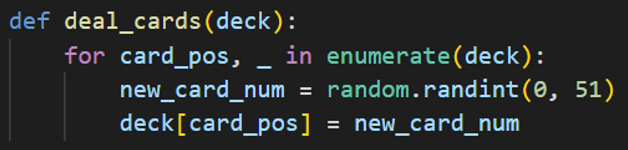 def deal_cards(deck):
    for card_pos, _ in enumerate(deck):
        new_card_num = random.randint(0, 51)
        deck[card_pos] = new_card_num